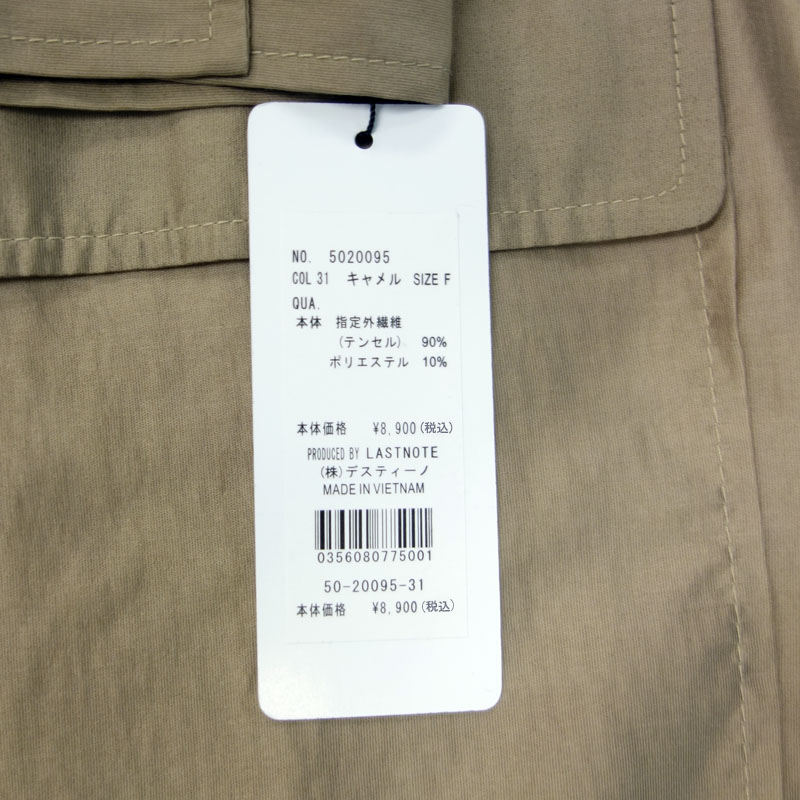 NO. 5020095
COL 31 キャメル SIZE F
QUA.
本体 指定外繊維
(テンセル) 90%
ポリエステル 10%
本体価格 ¥8,900(税込)
PRODUCED BY LASTNOTE
(株)デスティーノ
MADE IN VIETNAM
0356080775001
50-20095-31
本体価格 ¥8,900(税込)